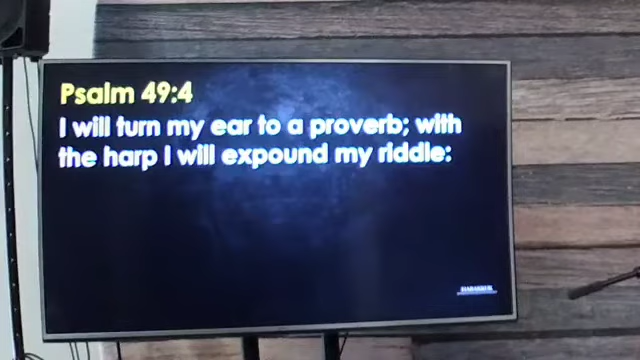 Psalm 49:4
I will turn my ear to a proverb; with
the harp I will expound my riddle: